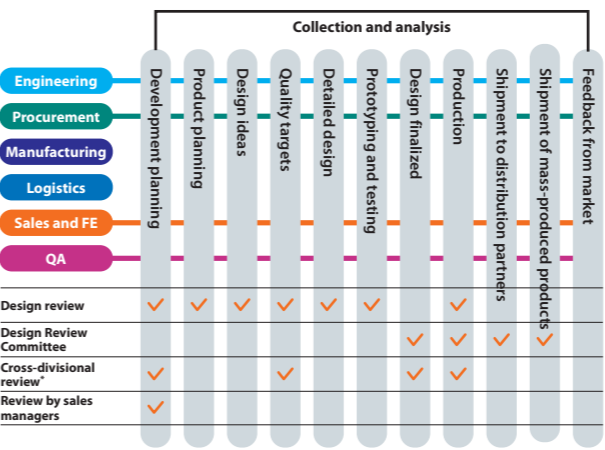 Collection and analysis
Engineering
Procurement
Manufacturing
Logistics
Sales and FE
QA
Development planning
Product planning
Design ideas
Quality targets
Detailed design
Prototyping and testing
Design finalized
Production
Shipment to distribution partners
Shipment of mass-produced products
Feedback from market
Design review
Design Review
Committee
Cross-divisional
review*
Review by sales
managers